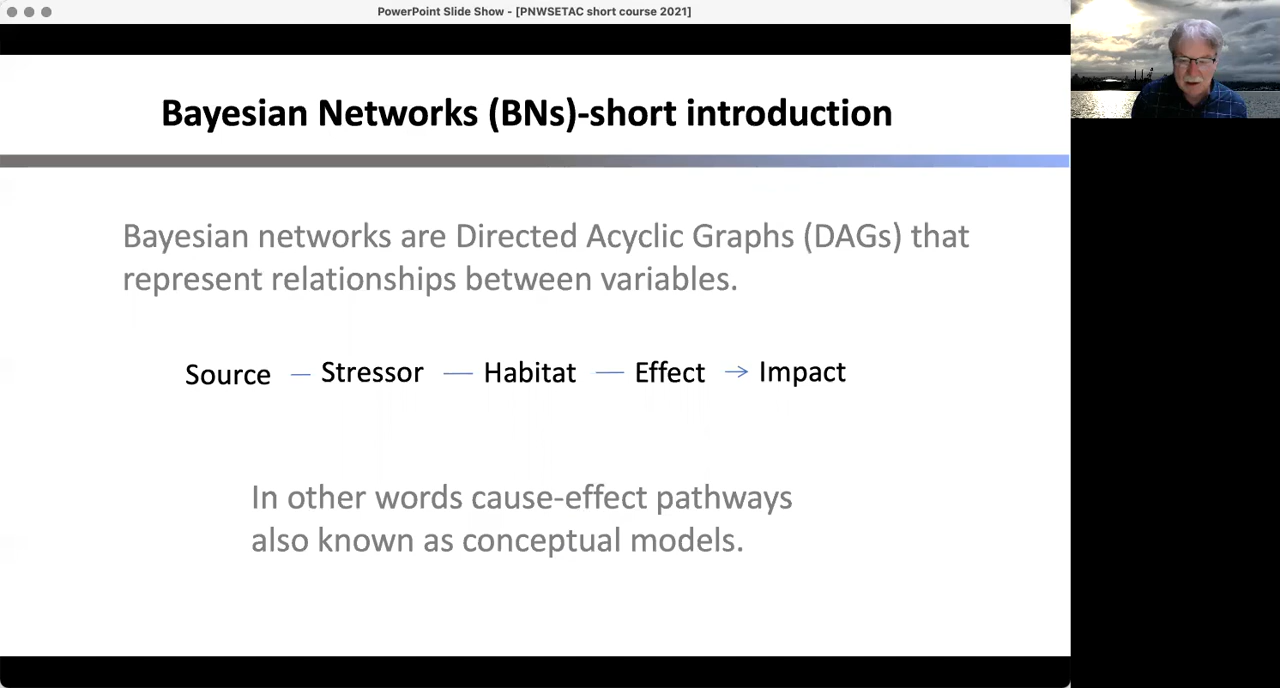 PowerPoint Slide Show - [PNWSETAC short course 2021]
Bayesian Networks (BNs)-short introduction
Bayesian networks are Directed Acyclic Graphs (DAGs) that
represent relationships between variables.
Source — Stressor — Habitat — Effect → Impact
In other words cause-effect pathways
also known as conceptual models.